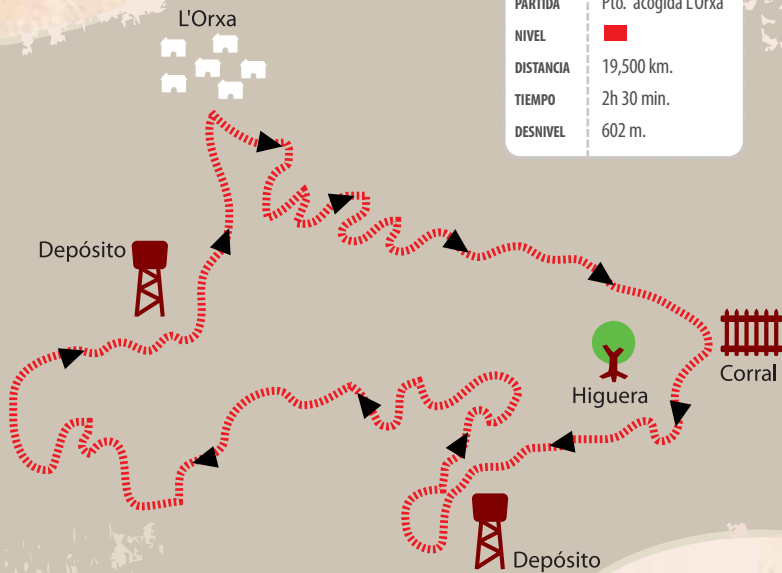 L'Orxa
PARTIDA Pto. acogida L'Orxa
NIVEL
DISTANCIA 19,500 km.
TIEMPO 2h 30 min.
DESNIVEL 602 m.
Depósito
Higuera
Corral
Depósito